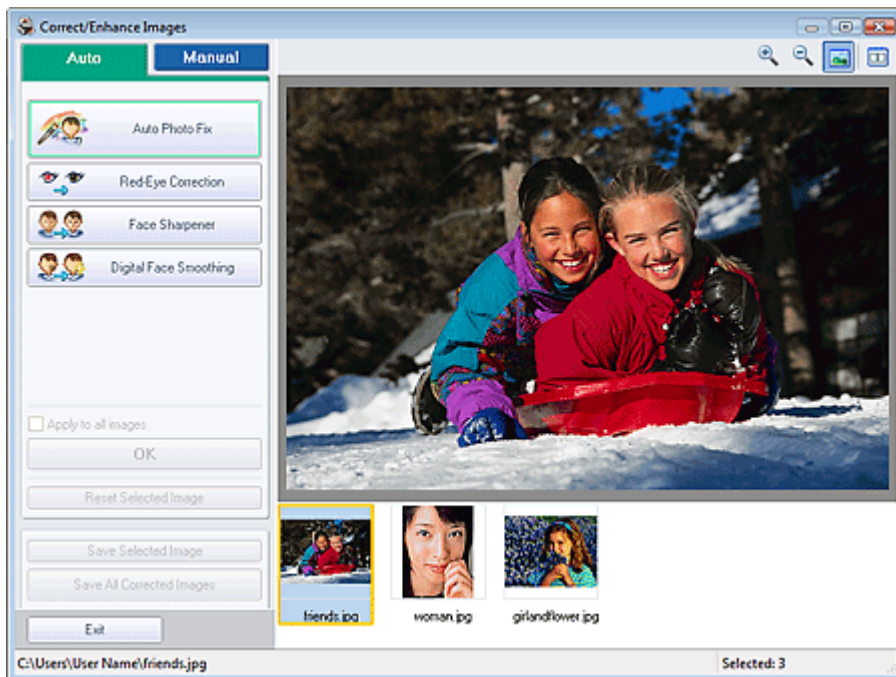 Correct/Enhance Images
Auto
Manual
Auto Photo Fix
Red-Eye Correction
Face Sharpener
Digital Face Smoothing
Apply to all images
OK
Reset Selected Image
Save Selected Image
Save All Corrected Images
Exit
friends.jpg
woman.jpg
girlandflower.jpg
C:\Users\User Name\friends.jpg
Selected: 3